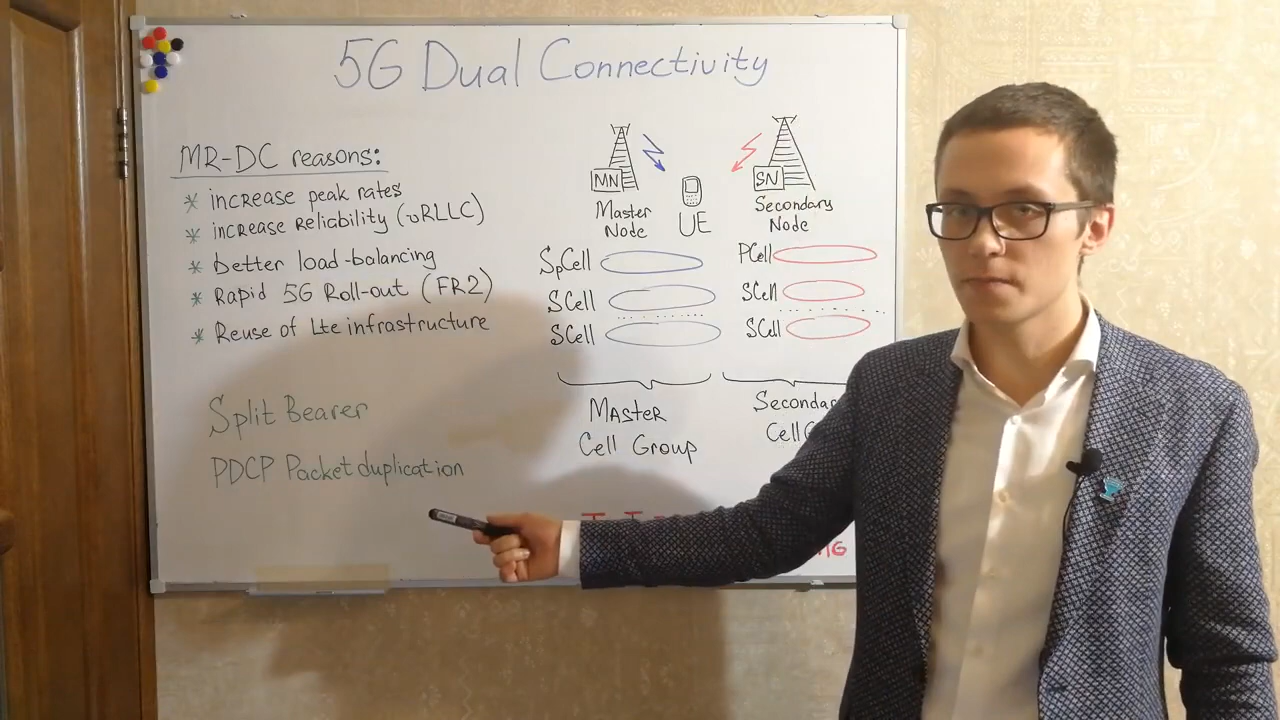 5G Dual Connectivity
MR-DC reasons:
* increase peak rates
* increase reliability (uRLLC)
* better load-balancing
* Rapid 5G Roll-out (FR2)
* Reuse of Lte infrastructure
Split Bearer
PDCP Packet duplication
MN
SN
Master
Node
UE
Secondary
Node
SpCell
SCell
SCell
PCell
SCell
SCell
Master
Cell Group
Cell